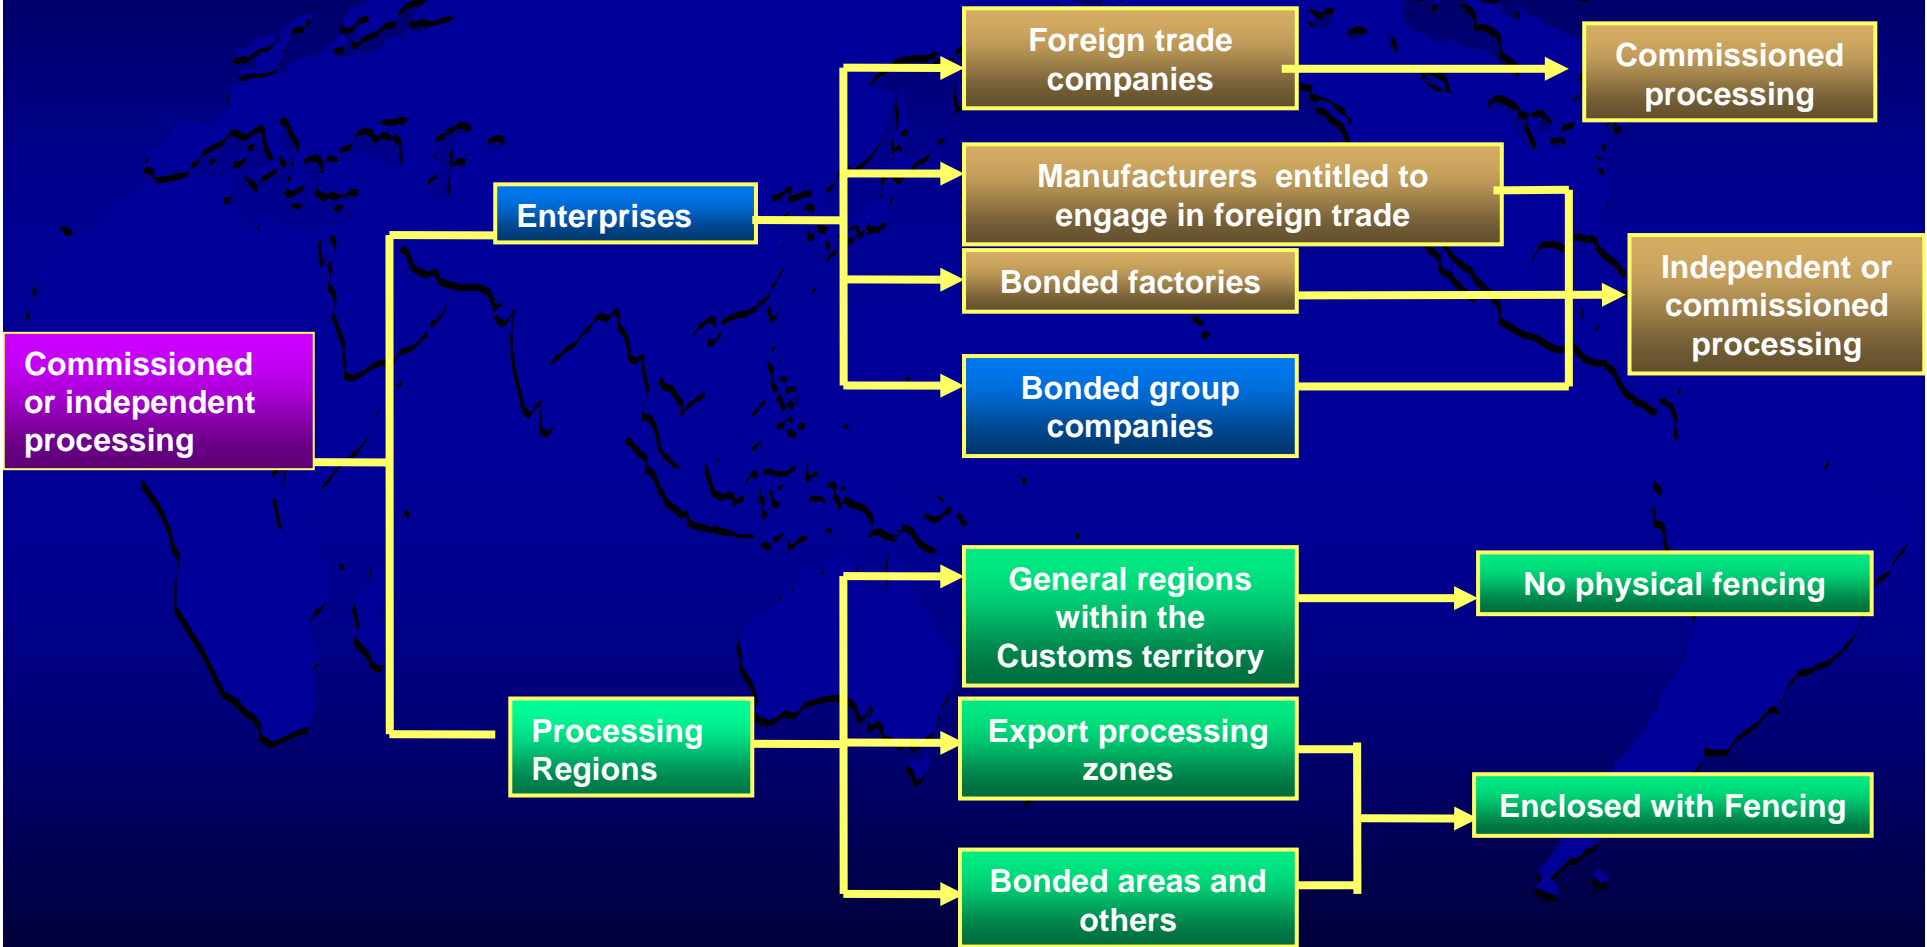 Foreign trade
companies
Commissioned
processing
Manufacturers  entitled to
engage in foreign trade
Enterprises
Bonded factories
Independent or
commissioned
processing
Commissioned
or independent
processing
Bonded group
companies
General regions
within the
Customs territory
No physical fencing
Processing
Regions
Export processing
zones
Enclosed with Fencing
Bonded areas and
others